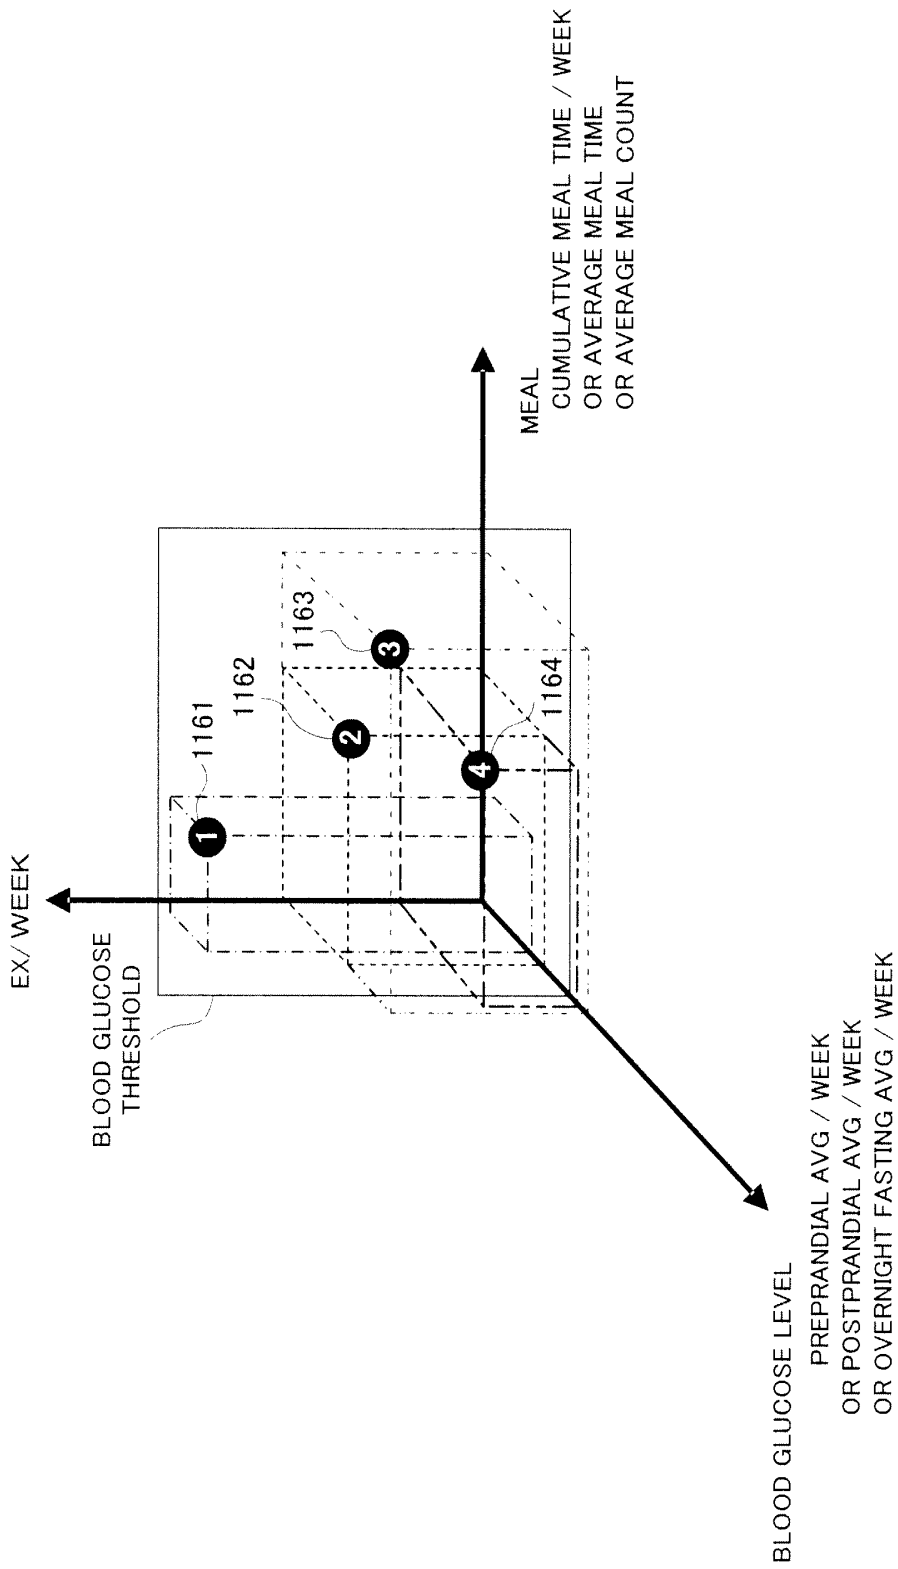 EX/WEEK
BLOOD GLUCOSE
THRESHOLD
1161
1
1162
2
1163
3
1164
4
MEAL
CUMULATIVE MEAL TIME / WEEK
OR AVERAGE MEAL TIME
OR AVERAGE MEAL COUNT
BLOOD GLUCOSE LEVEL
PREPRANDIAL AVG / WEEK
OR POSTPRANDIAL AVG / WEEK
OR OVERNIGHT FASTING AVG / WEEK